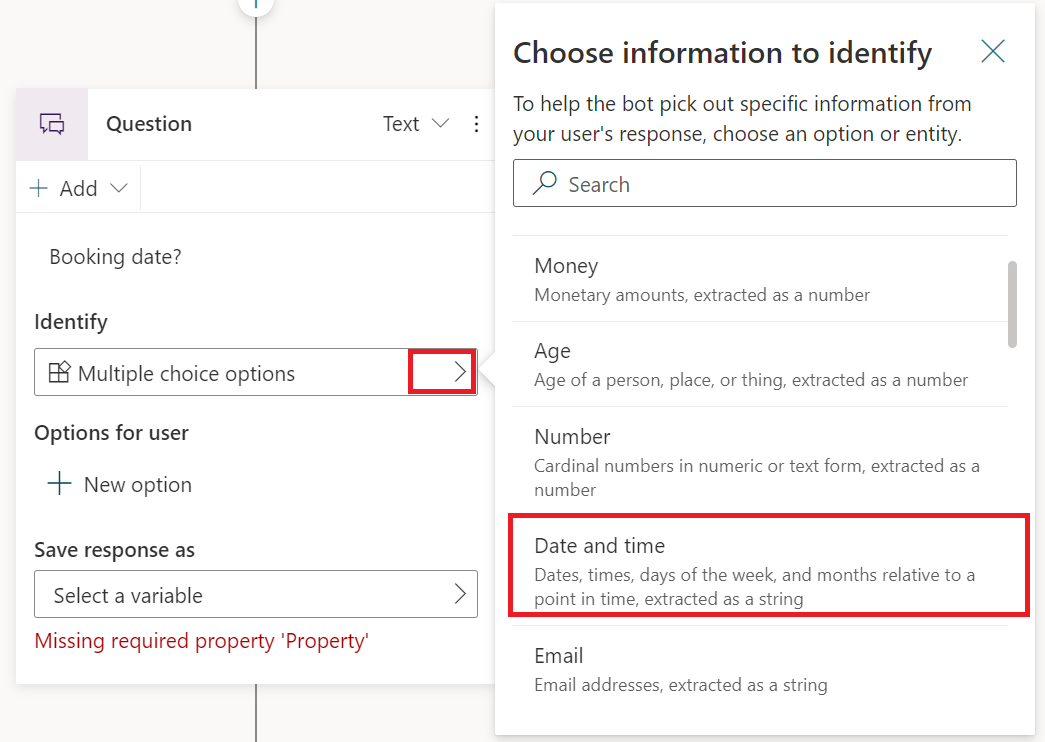 Question
Text
Add
Booking date?
Identify
Multiple choice options
Options for user
New option
Save response as
Select a variable
Missing required property 'Property'
Choose information to identify
To help the bot pick out specific information from
your user's response, choose an option or entity.
Search
Money
Monetary amounts, extracted as a number
Age
Age of a person, place, or thing, extracted as a number
Number
Cardinal numbers in numeric or text form, extracted as a
number
Date and time
Dates, times, days of the week, and months relative to a
point in time, extracted as a string
Email
Email addresses, extracted as a string